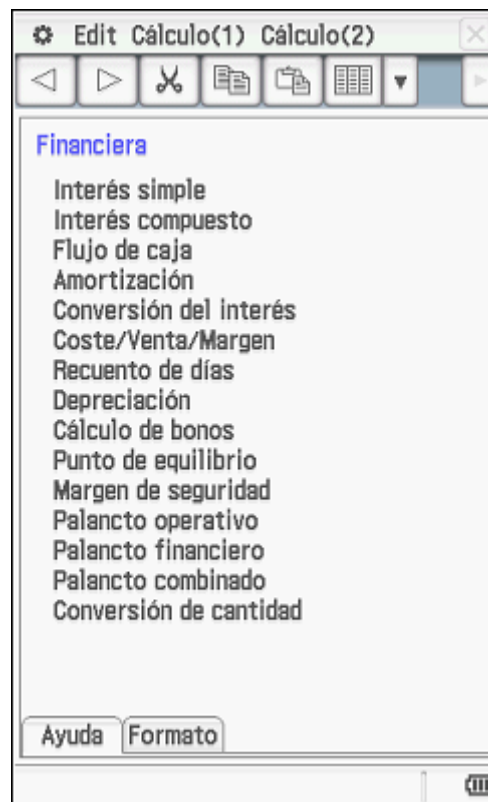 Edit Cálculo(1) Cálculo(2)
Financiera
Interés simple
Interés compuesto
Flujo de caja
Amortización
Conversión del interés
Coste/Venta/Margen
Recuento de días
Depreciación
Cálculo de bonos
Punto de equilibrio
Margen de seguridad
Palancto operativo
Palancto financiero
Palancto combinado
Conversión de cantidad
Ayuda Formato